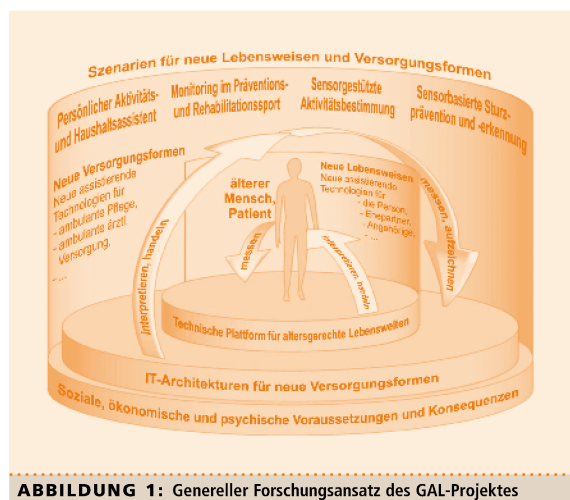 Szenarien für neue Lebensweisen und Versorgungsformen
Persönlicher Aktivitäts-
und Haushaltsassistent
Monitoring im Präventions-
und Rehabilitationssport
Sensorgestützte
Aktivitätsbestimmung
Sensorbasierte Sturz-
prävention und -erkennung
Neue Versorgungsformen
Neue assistierende
Technologien für
- ambulante Pflege,
- ambulante ärztl.
Versorgung,
- ....
älterer
Mensch,
Patient
Neue Lebensweisen
Neue assistierende
Technologien für
- die Person,
- Ehepartner,
- Angehörige,
- ....
messen, aufzeichnen
interpretieren, handeln
messen
interpretieren, handeln
Technische Plattform für altersgerechte Lebenswelten
IT-Architekturen für neue Versorgungsformen
Soziale, ökonomische und psychische Voraussetzungen und Konsequenzen
ABBILDUNG 1: Genereller Forschungsansatz des GAL-Projektes